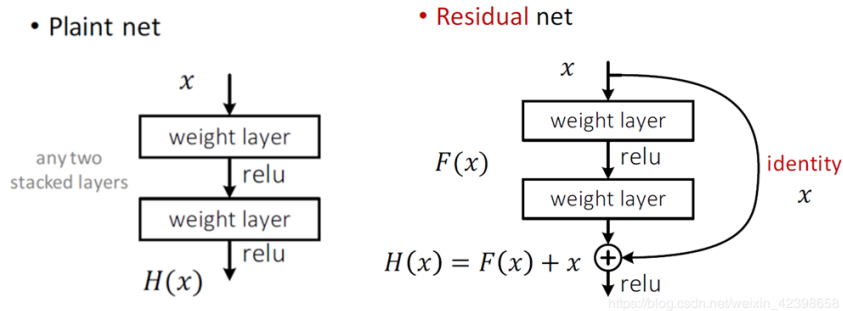 • Plaint net
x
weight layer
any two
stacked layers
relu
weight layer
relu
H(x)
• Residual net
x
weight layer
F(x)
relu
identity
x
weight layer
H(x) = F(x) + x
+
relu
https://blog.csdn.net/weixin_42398658